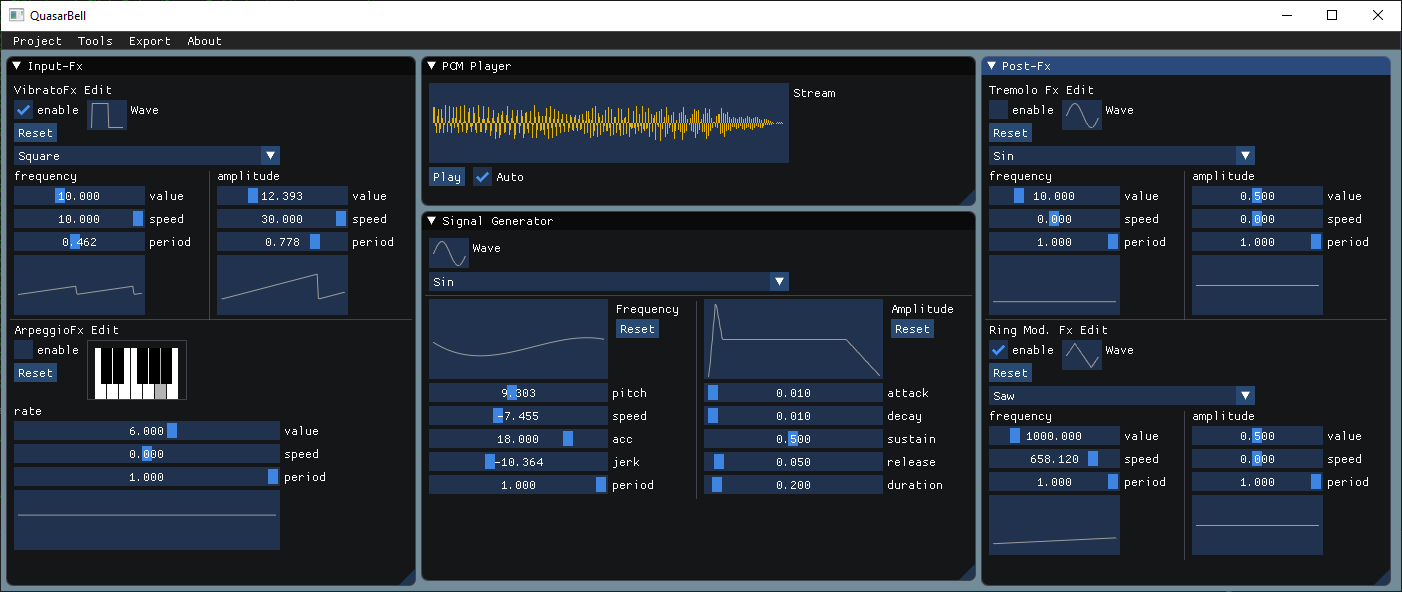 QuasarBell
Project Tools Export About
Input-Fx
VibratoFx Edit
enable Wave
Reset
Square
frequency amplitude
10.000 value 12.393 value
10.000 speed 30.000 speed
0.462 period 0.778 period
ArpeggioFx Edit
enable
Reset
rate
6.000 value
0.000 speed
1.000 period
PCM Player
Stream
Play Auto
Signal Generator
Wave
Sin
Frequency Amplitude
Reset Reset
9.303 pitch 0.010 attack
-7.455 speed 0.010 decay
18.000 acc 0.500 sustain
-10.364 jerk 0.050 release
1.000 period 0.200 duration
Post-Fx
Tremolo Fx Edit
enable Wave
Reset
Sin
frequency amplitude
10.000 value 0.500 value
0.000 speed 0.000 speed
1.000 period 1.000 period
Ring Mod. Fx Edit
enable Wave
Reset
Saw
frequency amplitude
1000.000 value 0.500 value
658.120 speed 0.000 speed
1.000 period 1.000 period